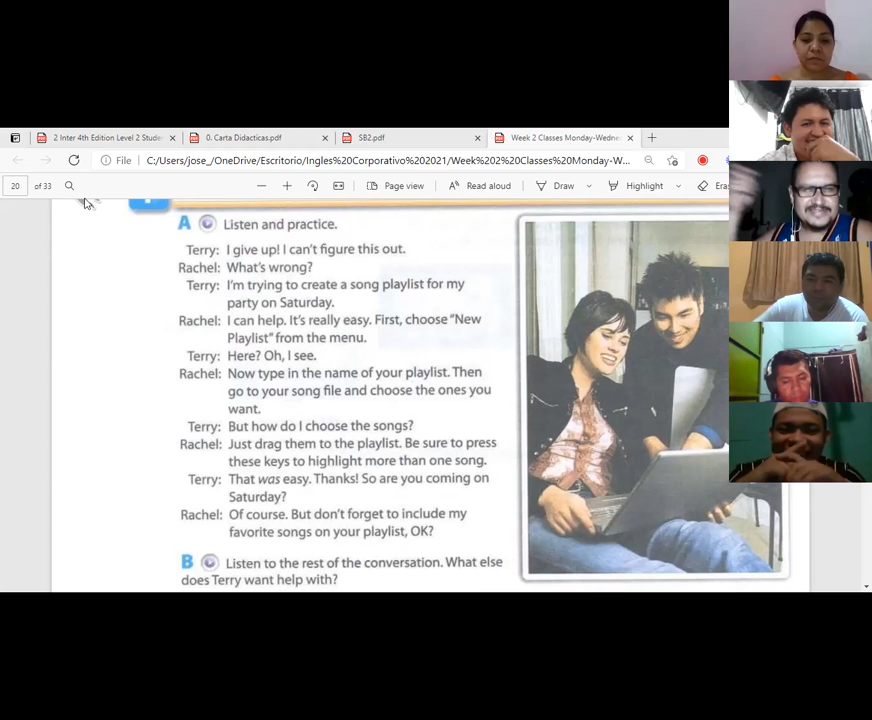 2 Inter 4th Edition Level 2 Stude
0. Carta Didacticas.pdf
SB2.pdf
Week 2 Classes Monday-Wedn
File
C:/Users/jose_/OneDrive/Escritorio/Ingles%20Corporativo%202021/Week%202%20Classes%20Monday-W...
20 of 33
Page view
Read aloud
Draw
Highlight
Eras
A Listen and practice.
Terry: I give up! I can't figure this out.
Rachel: What's wrong?
Terry: I'm trying to create a song playlist for my
party on Saturday.
Rachel: I can help. It's really easy. First, choose "New
Playlist" from the menu.
Terry: Here? Oh, I see.
Rachel: Now type in the name of your playlist. Then
go to your song file and choose the ones you
want.
Terry: But how do I choose the songs?
Rachel: Just drag them to the playlist. Be sure to press
these keys to highlight more than one song.
Terry: That was easy. Thanks! So are you coming on
Saturday?
Rachel: Of course. But don't forget to include my
favorite songs on your playlist, OK?
B Listen to the rest of the conversation. What else
does Terry want help with?